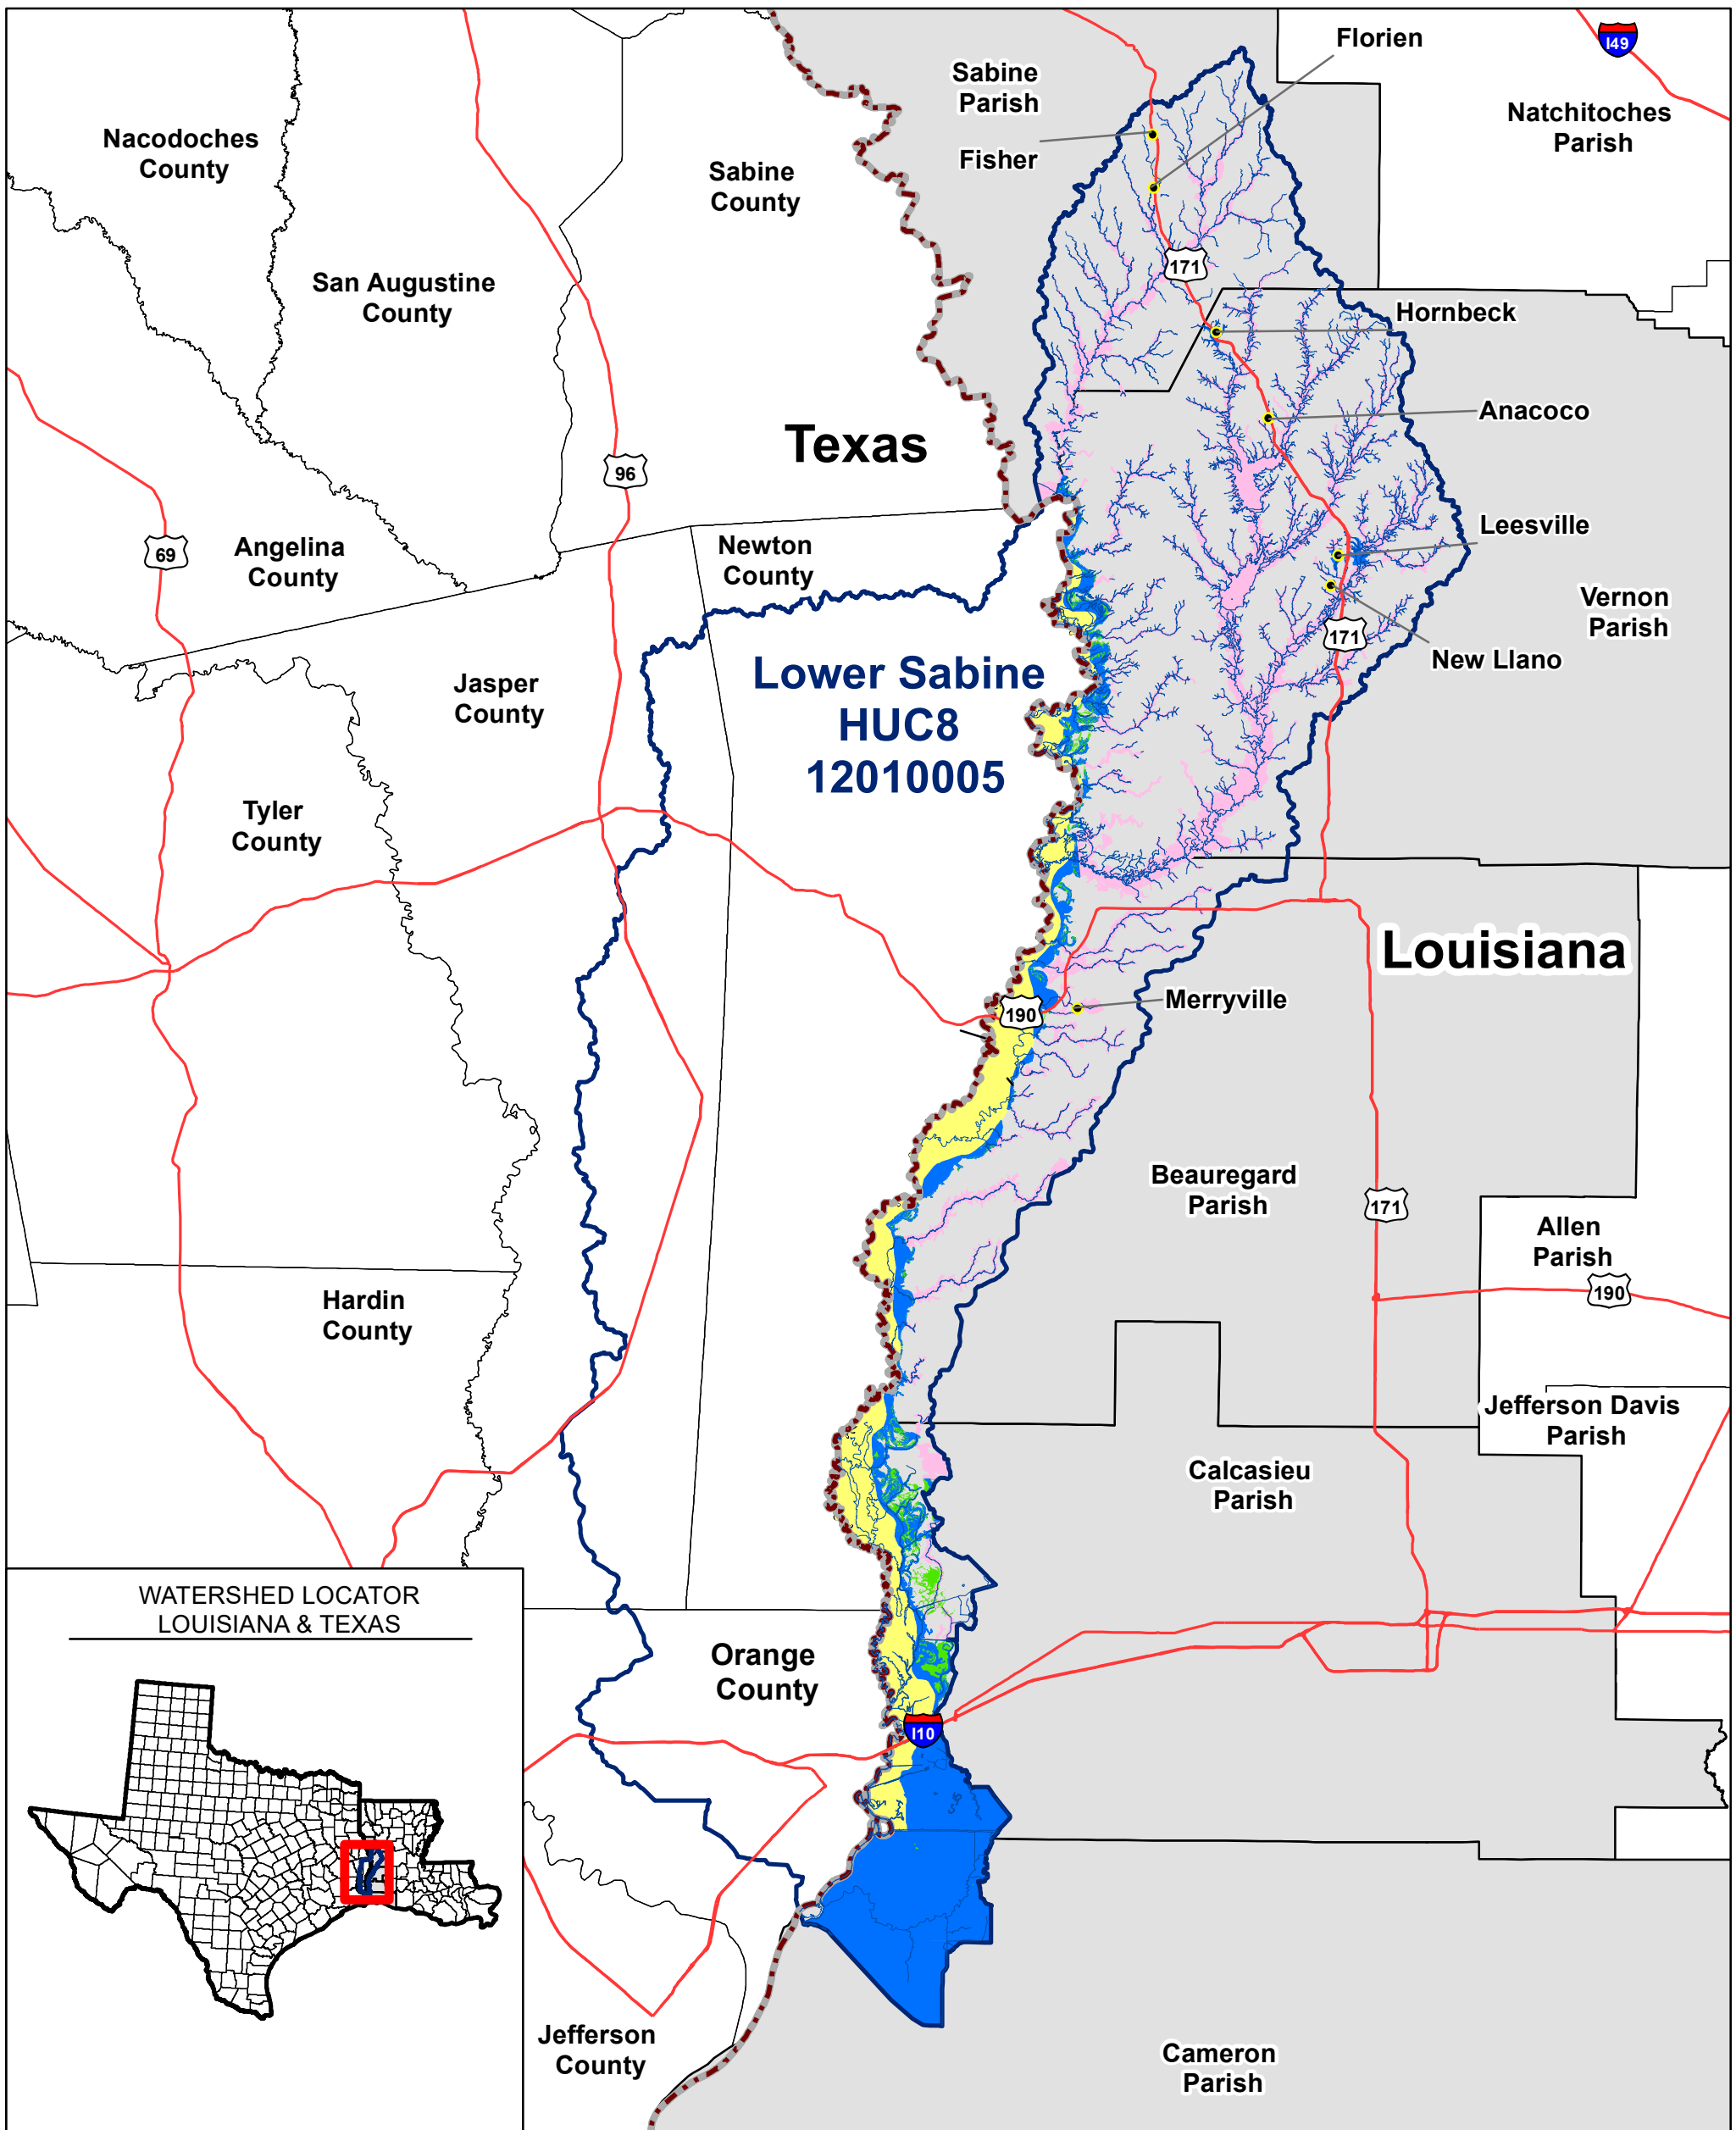 Florien
I49
Sabine
Parish
Natchitoches
Parish
Nacodoches
County
Fisher
Sabine
County
171
San Augustine
County
Hornbeck
Anacoco
Texas
96
Leesville
69
Angelina
County
Newton
County
Vernon
Parish
171
New Llano
Lower Sabine
HUC8
12010005
Jasper
County
Tyler
County
Louisiana
Merryville
190
Beauregard
Parish
171
Allen
Parish
190
Hardin
County
Jefferson Davis
Parish
Calcasieu
Parish
WATERSHED LOCATOR
LOUISIANA & TEXAS
Orange
County
I10
Jefferson
County
Cameron
Parish